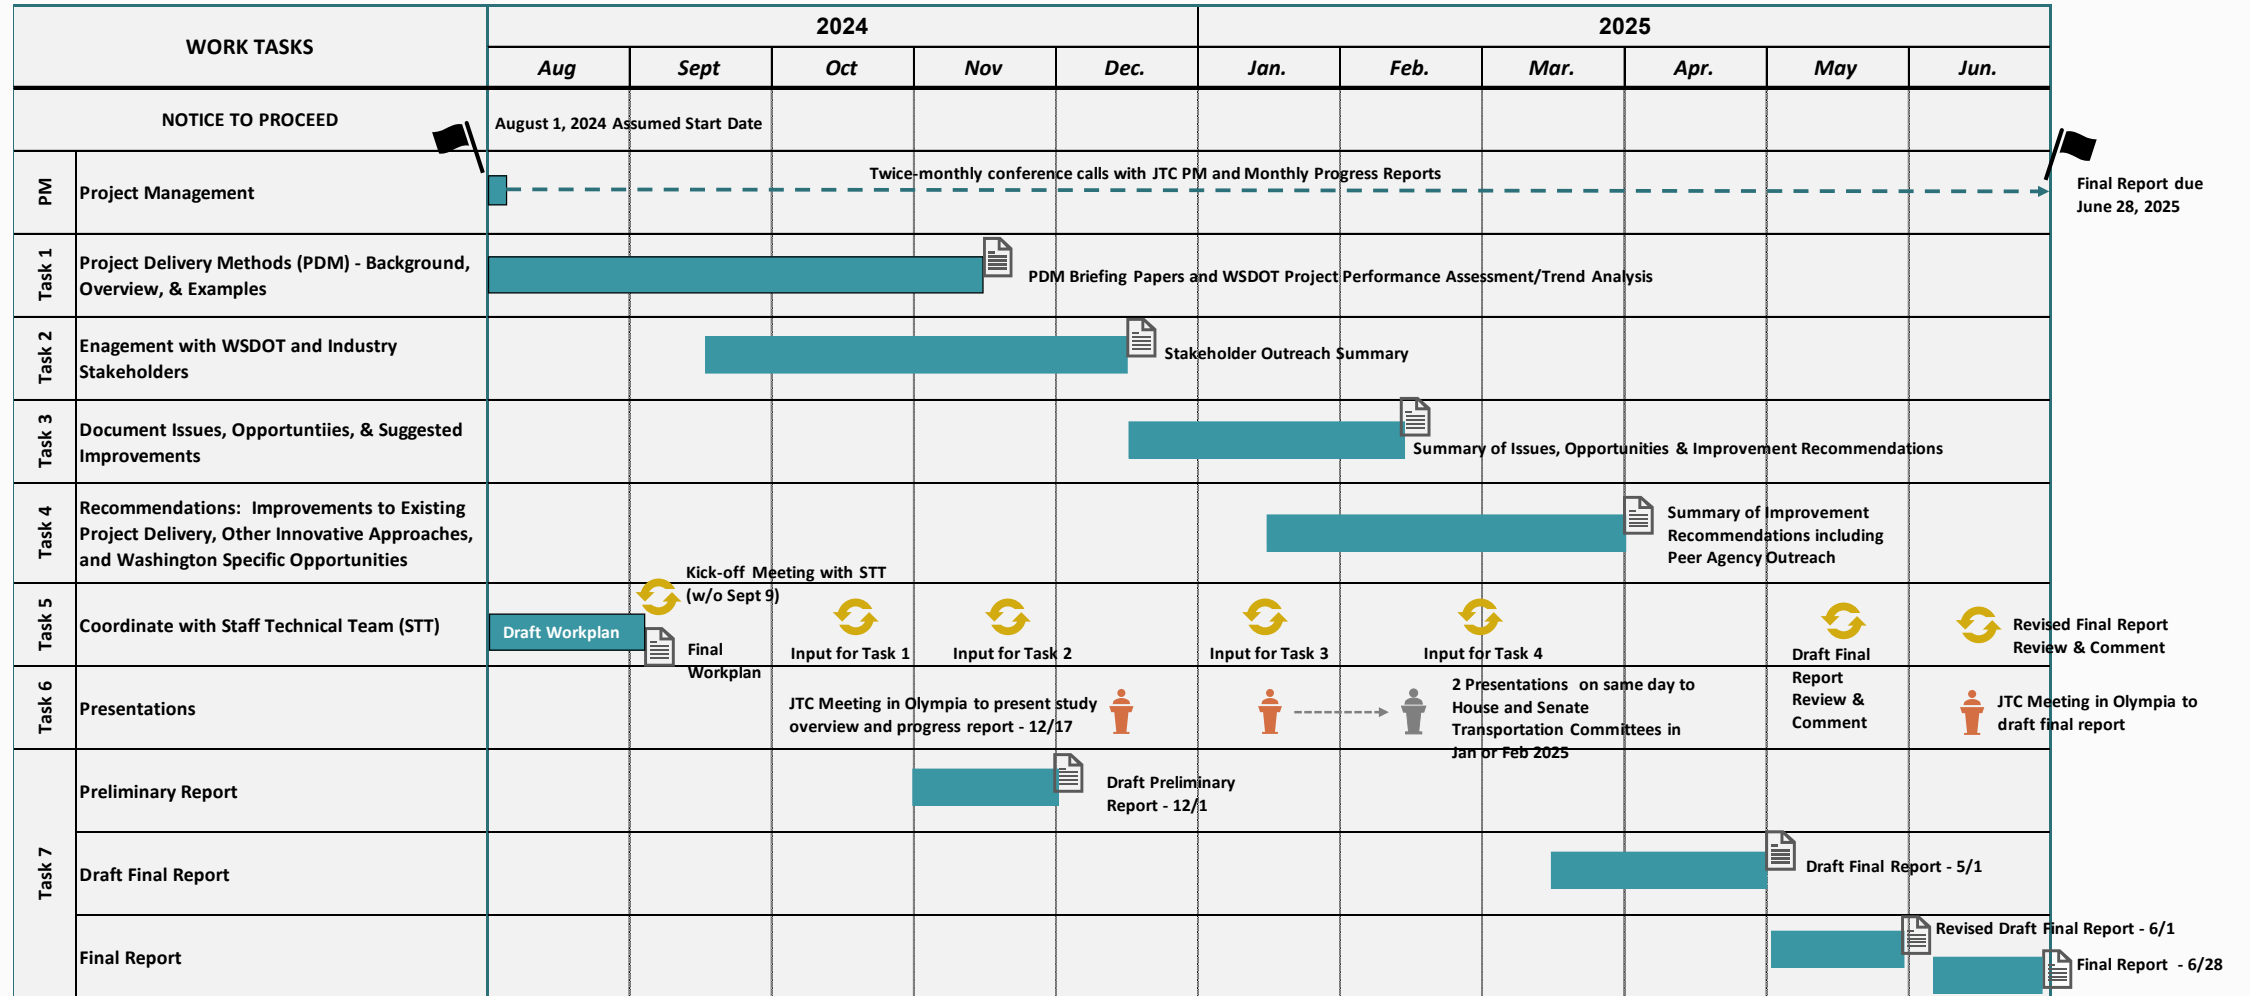 WORK TASKS
2024
2025
Aug
Sept
Oct
Nov
Dec.
Jan.
Feb.
Mar.
Apr.
May
Jun.
NOTICE TO PROCEED
August 1, 2024 Assumed Start Date
PM
Project Management
Twice-monthly conference calls with JTC PM and Monthly Progress Reports
Final Report due
June 28, 2025
Task 1
Project Delivery Methods (PDM) - Background,
Overview, & Examples
PDM Briefing Papers and WSDOT Project Performance Assessment/Trend Analysis
Task 2
Enagement with WSDOT and Industry
Stakeholders
Stakeholder Outreach Summary
Task 3
Document Issues, Opportuntiies, & Suggested
Improvements
Summary of Issues, Opportunities & Improvement Recommendations
Task 4
Recommendations: Improvements to Existing
Project Delivery, Other Innovative Approaches,
and Washington Specific Opportunities
Summary of Improvement
Recommendations including
Peer Agency Outreach
Task 5
Coordinate with Staff Technical Team (STT)
Draft Workplan
Kick-off Meeting with STT
(w/o Sept 9)
Final
Workplan
Input for Task 1
Input for Task 2
Input for Task 3
Input for Task 4
Draft Final
Report
Review &
Comment
Revised Final Report
Review & Comment
Task 6
Presentations
JTC Meeting in Olympia to present study
overview and progress report - 12/17
2 Presentations on same day to
House and Senate
Transportation Committees in
Jan or Feb 2025
JTC Meeting in Olympia to
draft final report
Task 7
Preliminary Report
Draft Preliminary
Report - 12/1
Draft Final Report
Draft Final Report - 5/1
Final Report
Revised Draft Final Report - 6/1
Final Report - 6/28